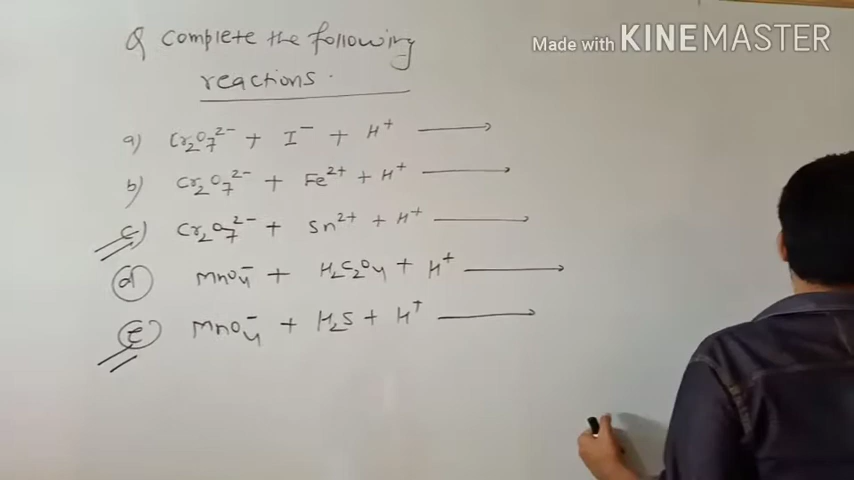 Q complete the following
reactions.
Made with KINEMASTER
a) Cr₂O₇²⁻ + I⁻ + H⁺ ⟶
b) Cr₂O₇²⁻ + Fe²⁺ + H⁺ ⟶
c) Cr₂O₇²⁻ + Sn²⁺ + H⁺ ⟶
d) MnO₄⁻ + H₂C₂O₄ + H⁺ ⟶
e) MnO₄⁻ + H₂S + H⁺ ⟶